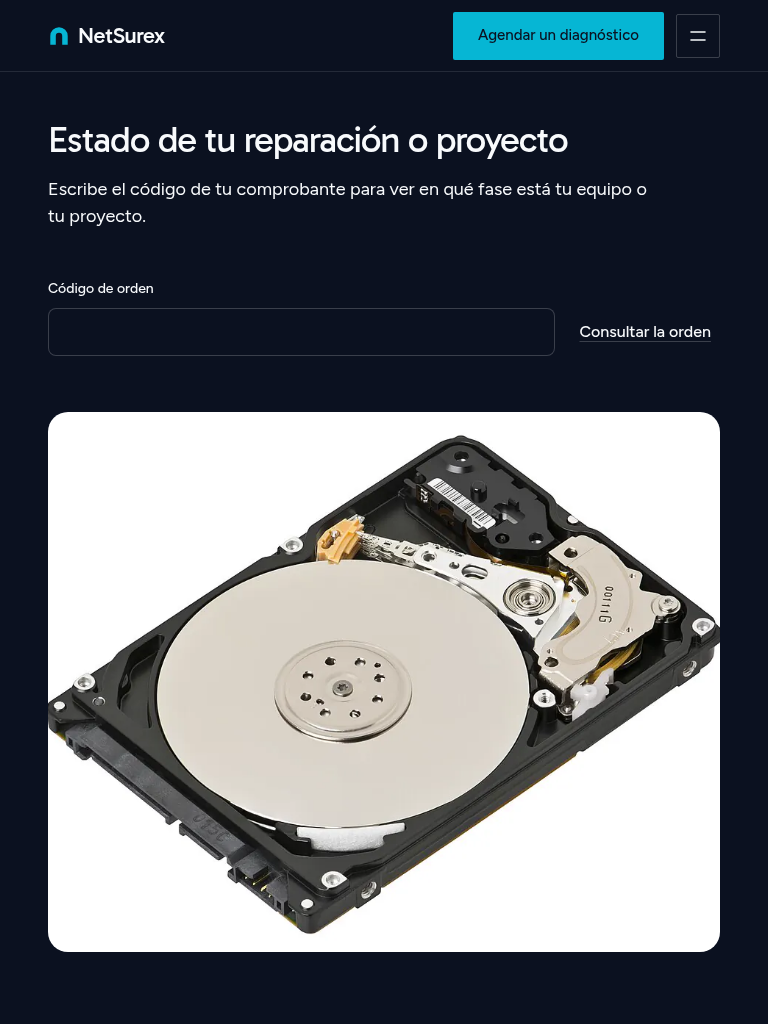 NetSurex
Agendar un diagnóstico
Estado de tu reparación o proyecto
Escribe el código de tu comprobante para ver en qué fase está tu equipo o
tu proyecto.
Código de orden
Consultar la orden